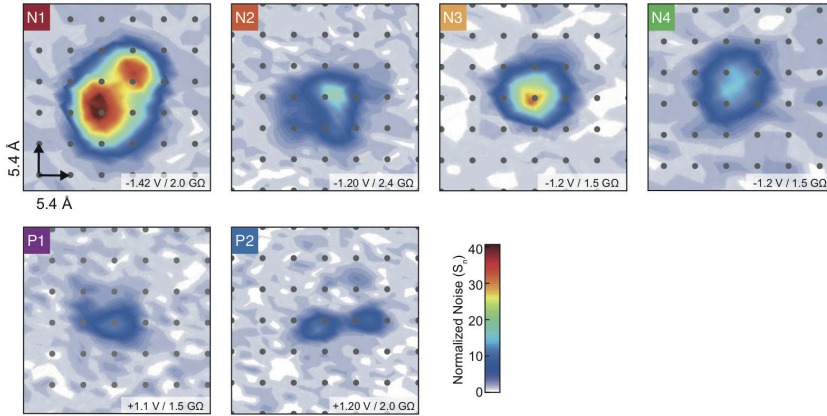 N1
N2
N3
N4
5.4 Å
5.4 Å
-1.42 V / 2.0 GΩ
-1.20 V / 2.4 GΩ
-1.2 V / 1.5 GΩ
-1.2 V / 1.5GΩ
P1
P2
+1.1 V / 1.5 GΩ
+1.20 V / 2.0 GΩ
Normalized Noise (Sₙ)
40
30
20
10
0